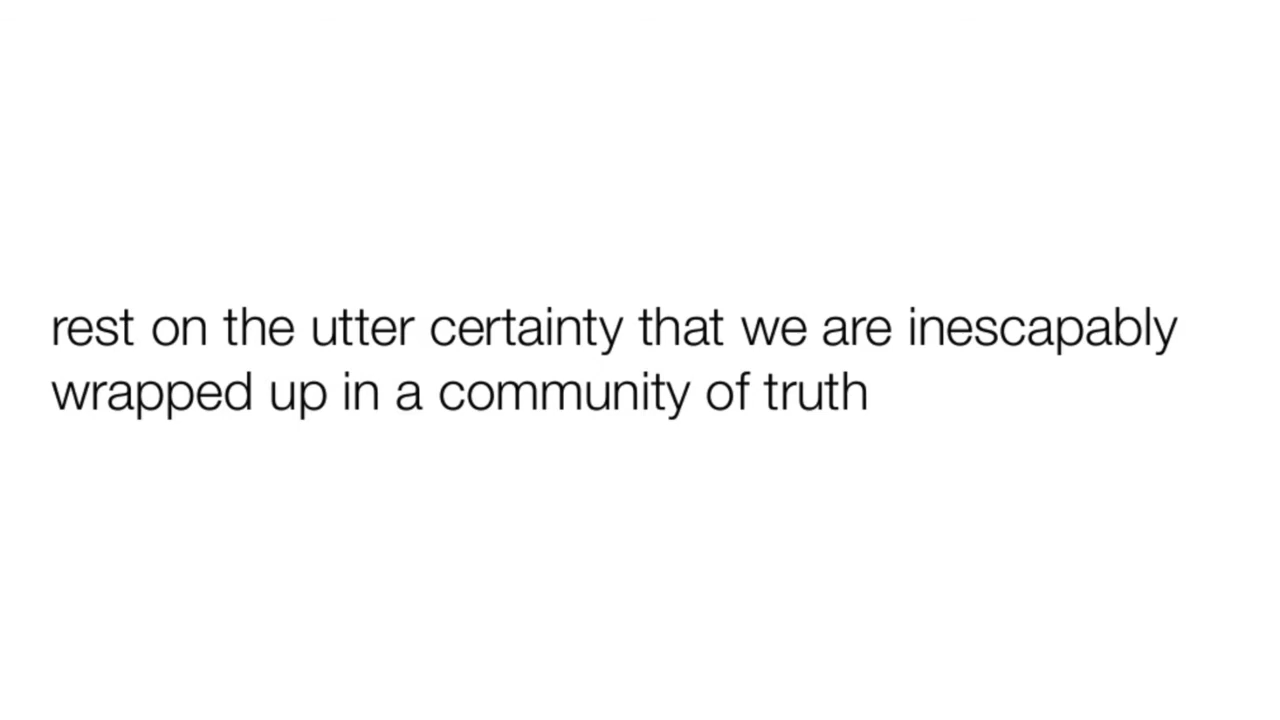 rest on the utter certainty that we are inescapably
wrapped up in a community of truth